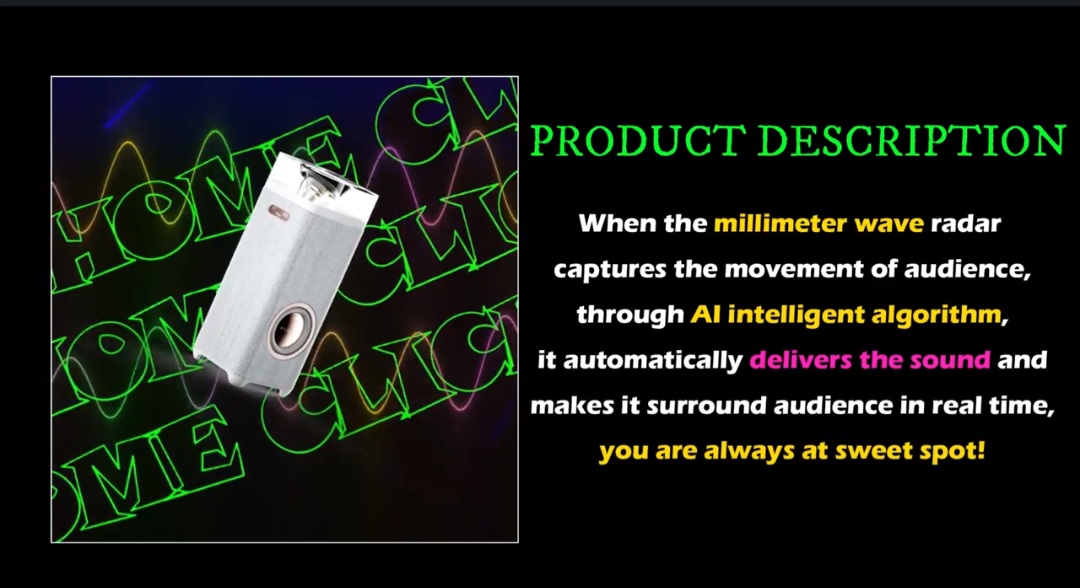 HOME CLI
HOME CLIC
HOME CLICK
OME
PRODUCT DESCRIPTION
When the millimeter wave radar
captures the movement of audience,
through AI intelligent algorithm,
it automatically delivers the sound and
makes it surround audience in real time,
you are always at sweet spot!